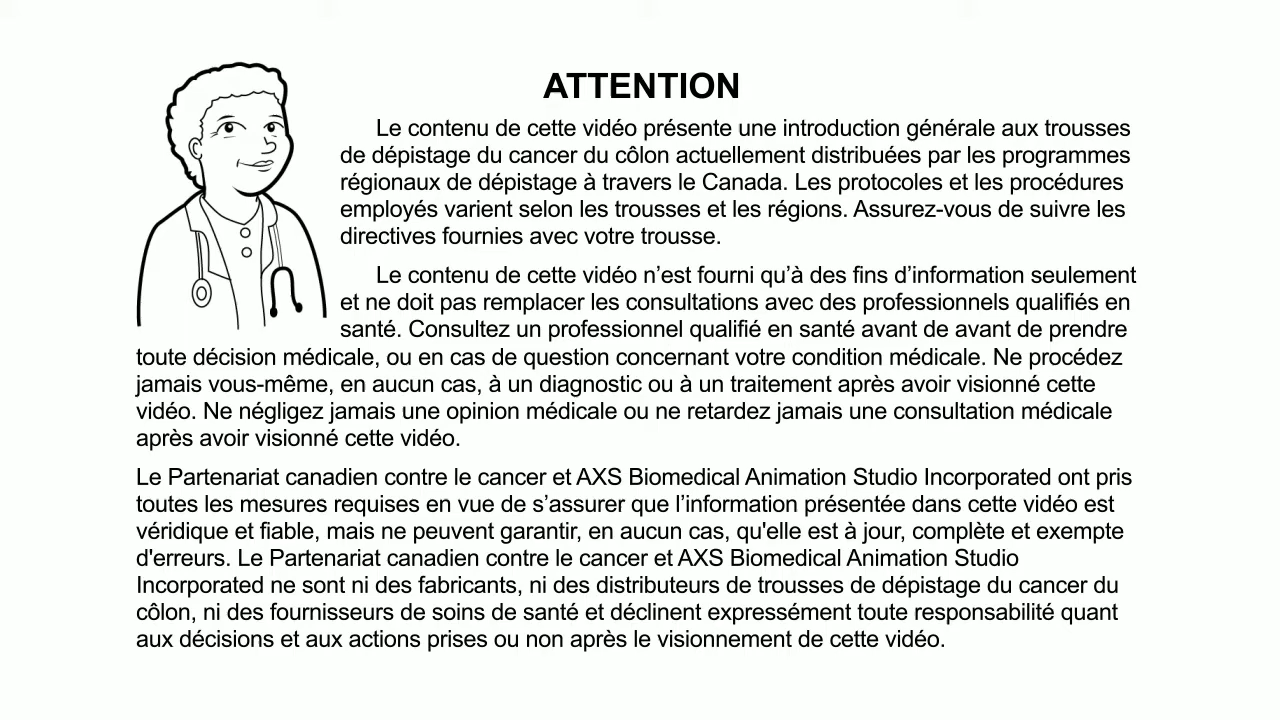 ATTENTION
Le contenu de cette vidéo présente une introduction générale aux trousses
de dépistage du cancer du côlon actuellement distribuées par les programmes
régionaux de dépistage à travers le Canada. Les protocoles et les procédures
employés varient selon les trousses et les régions. Assurez-vous de suivre les
directives fournies avec votre trousse.
Le contenu de cette vidéo n’est fourni qu’à des fins d’information seulement
et ne doit pas remplacer les consultations avec des professionnels qualifiés en
santé. Consultez un professionnel qualifié en santé avant de avant de prendre
toute décision médicale, ou en cas de question concernant votre condition médicale. Ne procédez
jamais vous-même, en aucun cas, à un diagnostic ou à un traitement après avoir visionné cette
vidéo. Ne négligez jamais une opinion médicale ou ne retardez jamais une consultation médicale
après avoir visionné cette vidéo.
Le Partenariat canadien contre le cancer et AXS Biomedical Animation Studio Incorporated ont pris
toutes les mesures requises en vue de s’assurer que l’information présentée dans cette vidéo est
véridique et fiable, mais ne peuvent garantir, en aucun cas, qu'elle est à jour, complète et exempte
d'erreurs. Le Partenariat canadien contre le cancer et AXS Biomedical Animation Studio
Incorporated ne sont ni des fabricants, ni des distributeurs de trousses de dépistage du cancer du
côlon, ni des fournisseurs de soins de santé et déclinent expressément toute responsabilité quant
aux décisions et aux actions prises ou non après le visionnement de cette vidéo.